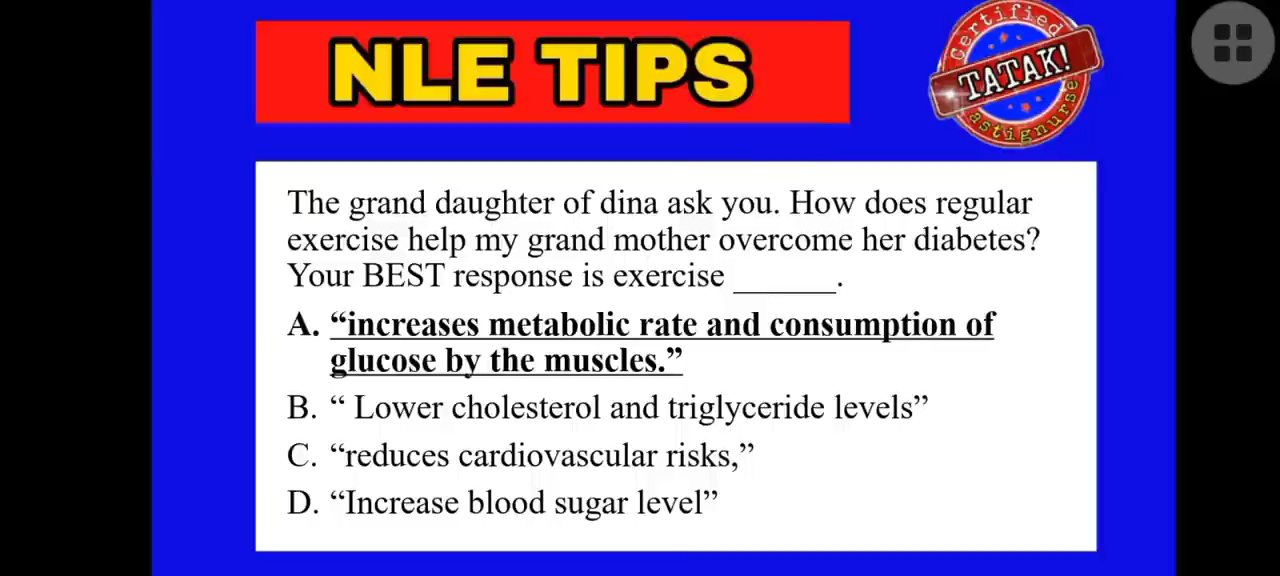 NLE TIPS
Certified
TATAK!
astignurse
The grand daughter of dina ask you. How does regular
exercise help my grand mother overcome her diabetes?
Your BEST response is exercise ______.
A. “increases metabolic rate and consumption of
glucose by the muscles.”
B. “ Lower cholesterol and triglyceride levels”
C. “reduces cardiovascular risks,”
D. “Increase blood sugar level”